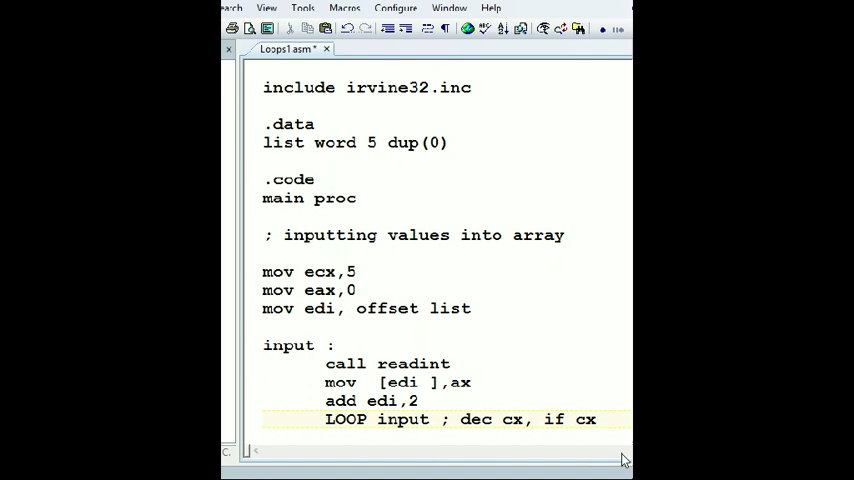 earch View Tools Macros Configure Window Help
Loops1.asm *
include irvine32.inc
.data
list word 5 dup(0)
.code
main proc
; inputting values into array
mov ecx,5
mov eax,0
mov edi, offset list
input :
call readint
mov [edi ],ax
add edi,2
LOOP input ; dec cx, if cx
C.